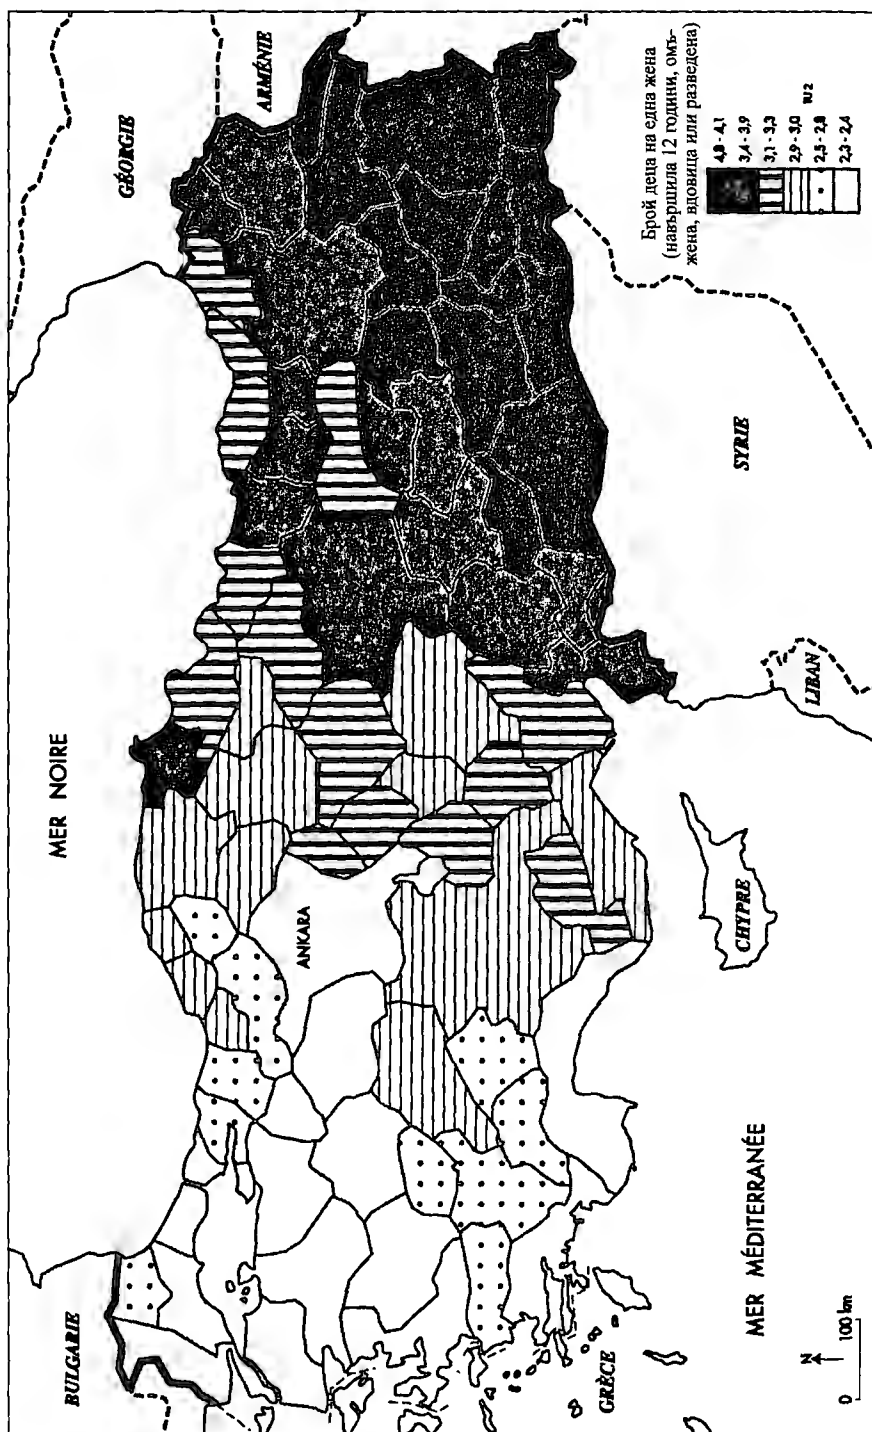 BULGARIE
MER NOIRE
GÉORGIE
ARMÉNIE
ANKARA
GRÈCE
MER MÉDITERRANÉE
CHYPRE
LIBAN
SYRIE
N
0 100 km
Брой деца на една жена
(навършила 12 години, омъ-
жена, вдовица или разведена)
4,8 - 4,1
3,4 - 3,9
3,1 - 3,3
2,9 - 3,0
2,5 - 2,8
2,3 - 2,4